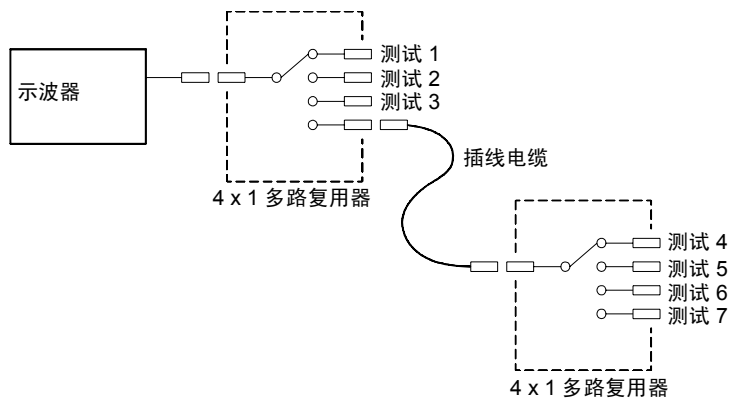 示波器
测试 1
测试 2
测试 3
插线电缆
4 x 1 多路复用器
测试 4
测试 5
测试 6
测试 7
4 x 1 多路复用器